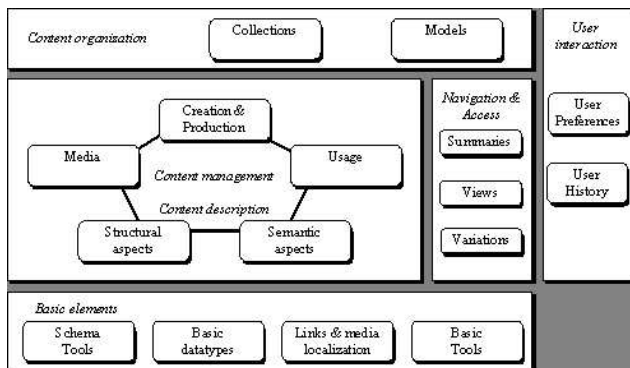 Content organization
Collections
Models
User
interaction
Creation &
Production
Media
Usage
Content management
Content description
Structural
aspects
Semantic
aspects
Navigation &
Access
Summaries
Views
Variations
User
Preferences
User
History
Basic elements
Schema
Tools
Basic
datatypes
Links & media
localization
Basic
Tools